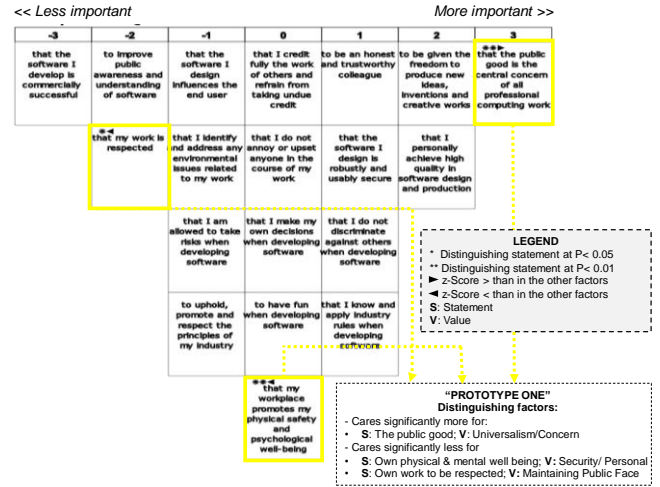 << Less important
More important >>
-3 -2 -1 0 1 2 3
that the software I develop is commercially successful
to improve public awareness and understanding of software
that the software I design influences the end user
that I credit fully the work of others and refrain from taking undue credit
to be an honest and trustworthy colleague
to be given the freedom to produce new ideas, inventions and creative works
**►
that the public good is the central concern of all professional computing work
*◄
that my work is respected
that I identify and address any environmental issues related to my work
that I do not annoy or upset anyone in the course of my work
that the software I design is robustly and usably secure
that I personally achieve high quality in software design and production
that I am allowed to take risks when developing software
that I make my own decisions when developing software
that I do not discriminate against others when developing software
to uphold, promote and respect the principles of my industry
to have fun when developing software
that I know and apply industry rules when developing software
**◄
that my workplace promotes my physical safety and psychological well-being
LEGEND
* Distinguishing statement at P< 0.05
** Distinguishing statement at P< 0.01
► z-Score > than in the other factors
◄ z-Score < than in the other factors
S: Statement
V: Value
“PROTOTYPE ONE”
Distinguishing factors:
- Cares significantly more for:
• S: The public good; V: Universalism/Concern
- Cares significantly less for
• S: Own physical & mental well being; V: Security/ Personal
• S: Own work to be respected; V: Maintaining Public Face